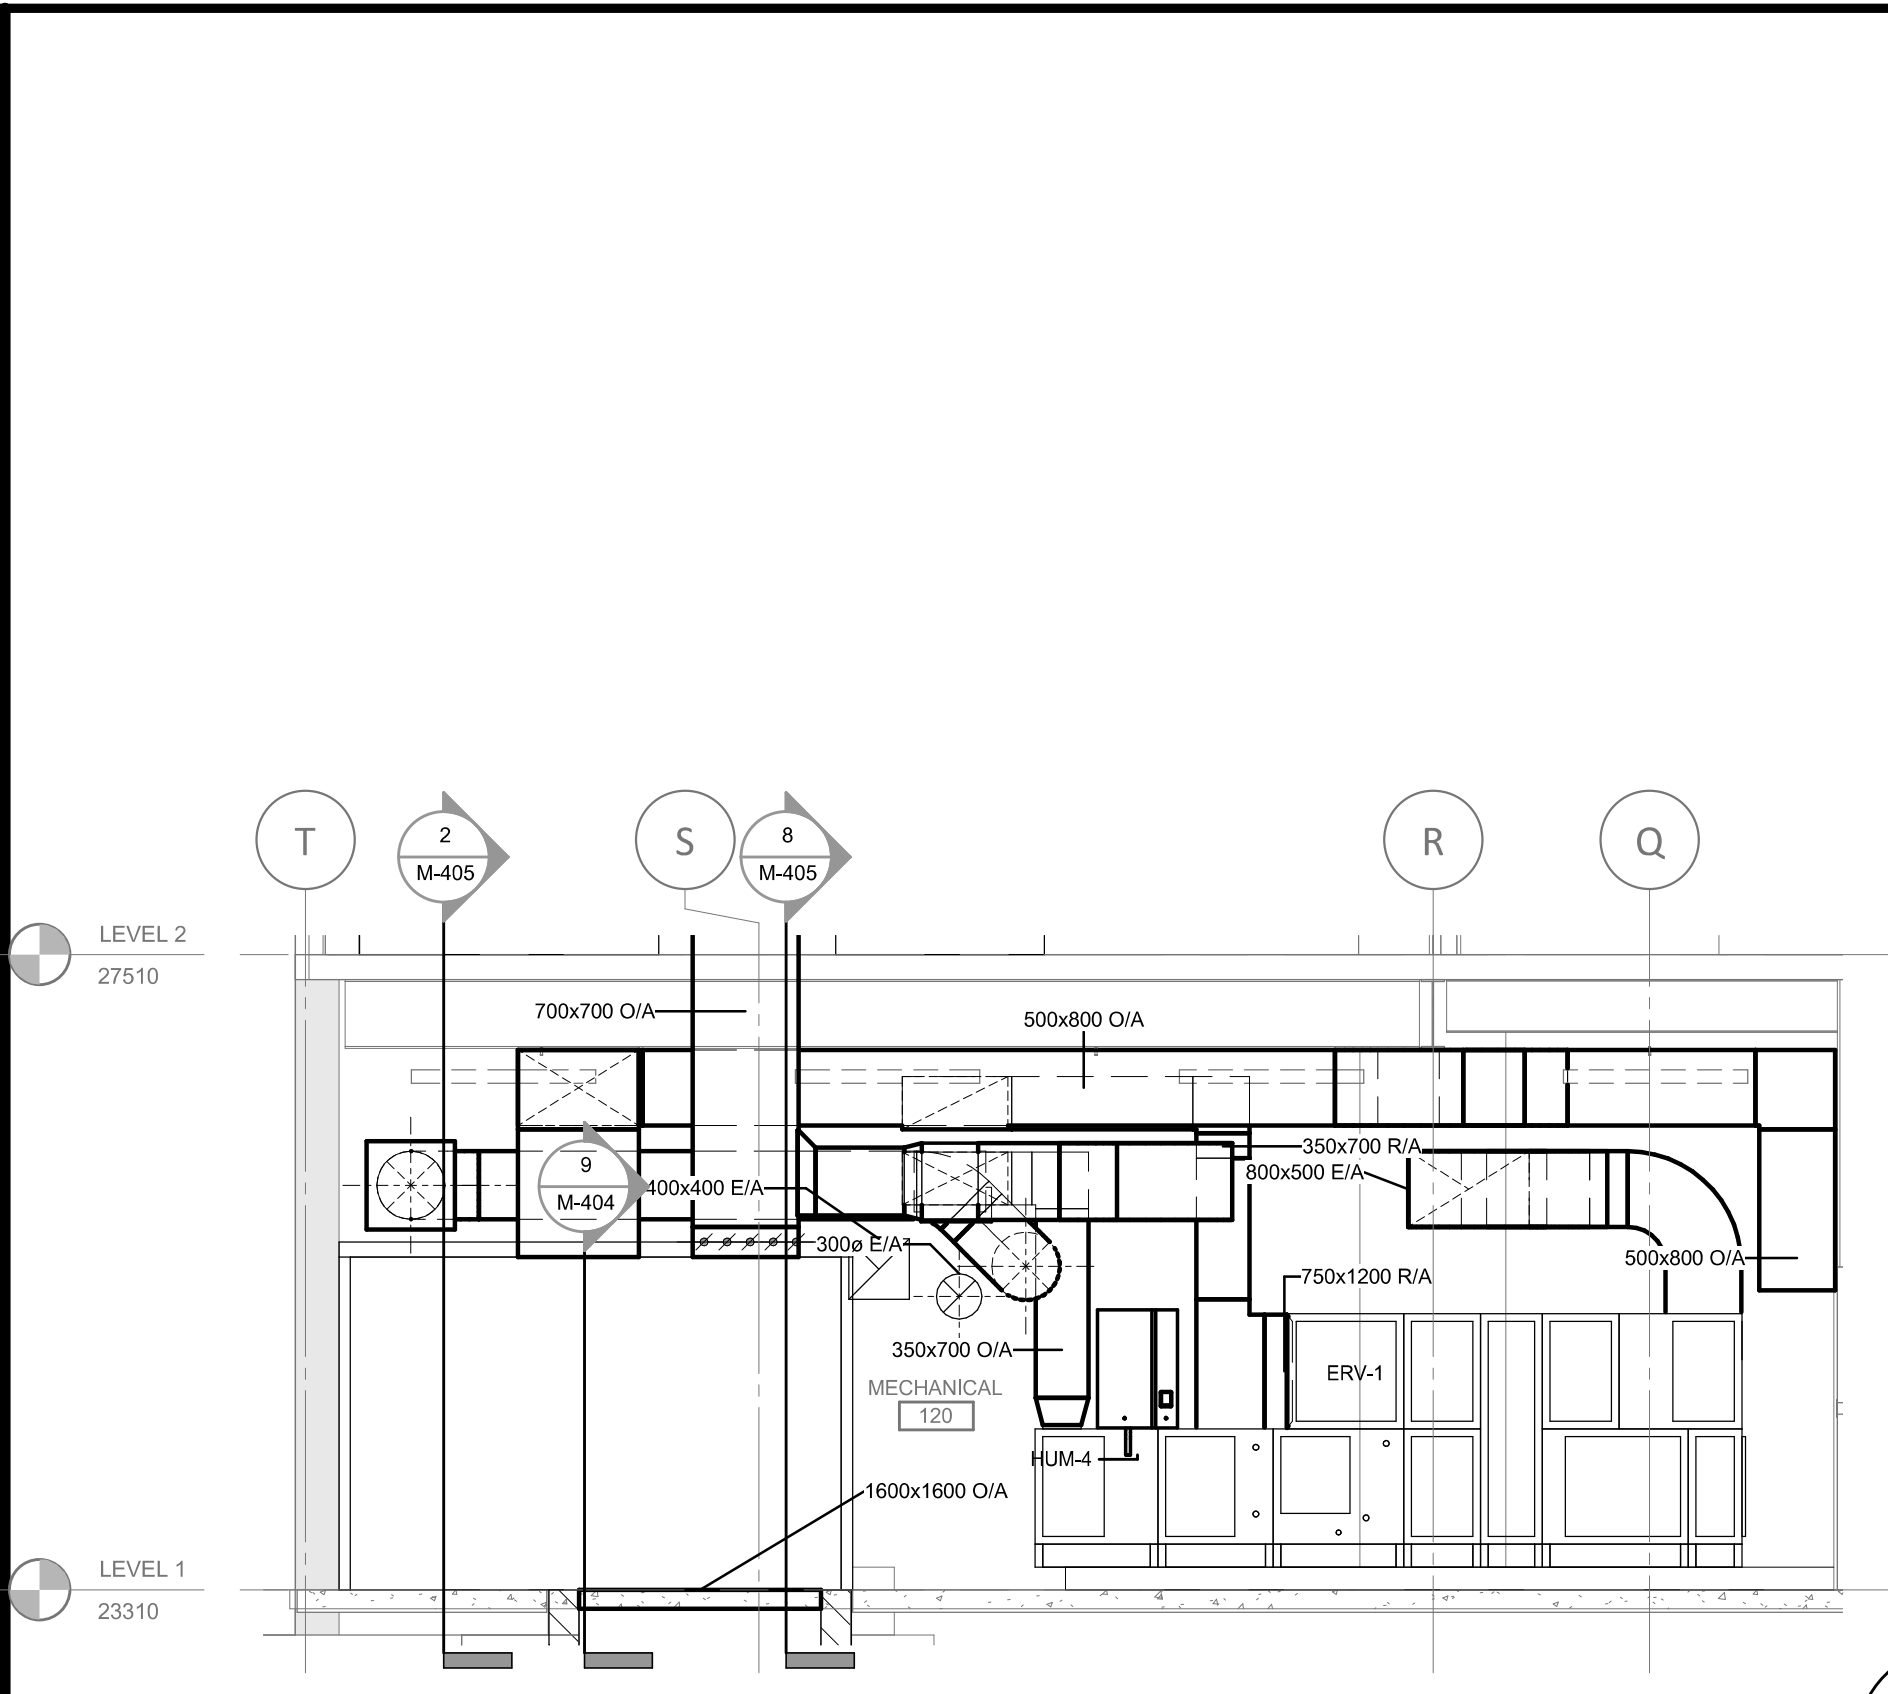 T
2
M-405
S
8
M-405
R
Q
LEVEL 2
27510
700x700 O/A
500x800 O/A
350x700 R/A
800x500 E/A
9
M-404
400x400 E/A
300ø E/A
500x800 O/A
750x1200 R/A
350x700 O/A
ERV-1
MECHANICAL
120
HUM-4
1600x1600 O/A
LEVEL 1
23310